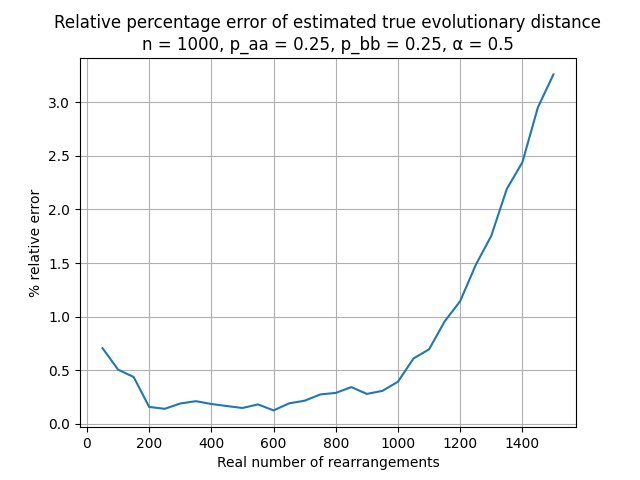 Relative percentage error of estimated true evolutionary distance
n = 1000, p_aa = 0.25, p_bb = 0.25, α = 0.5
% relative error
3.0
2.5
2.0
1.5
1.0
0.5
0.0
0 200 400 600 800 1000 1200 1400
Real number of rearrangements